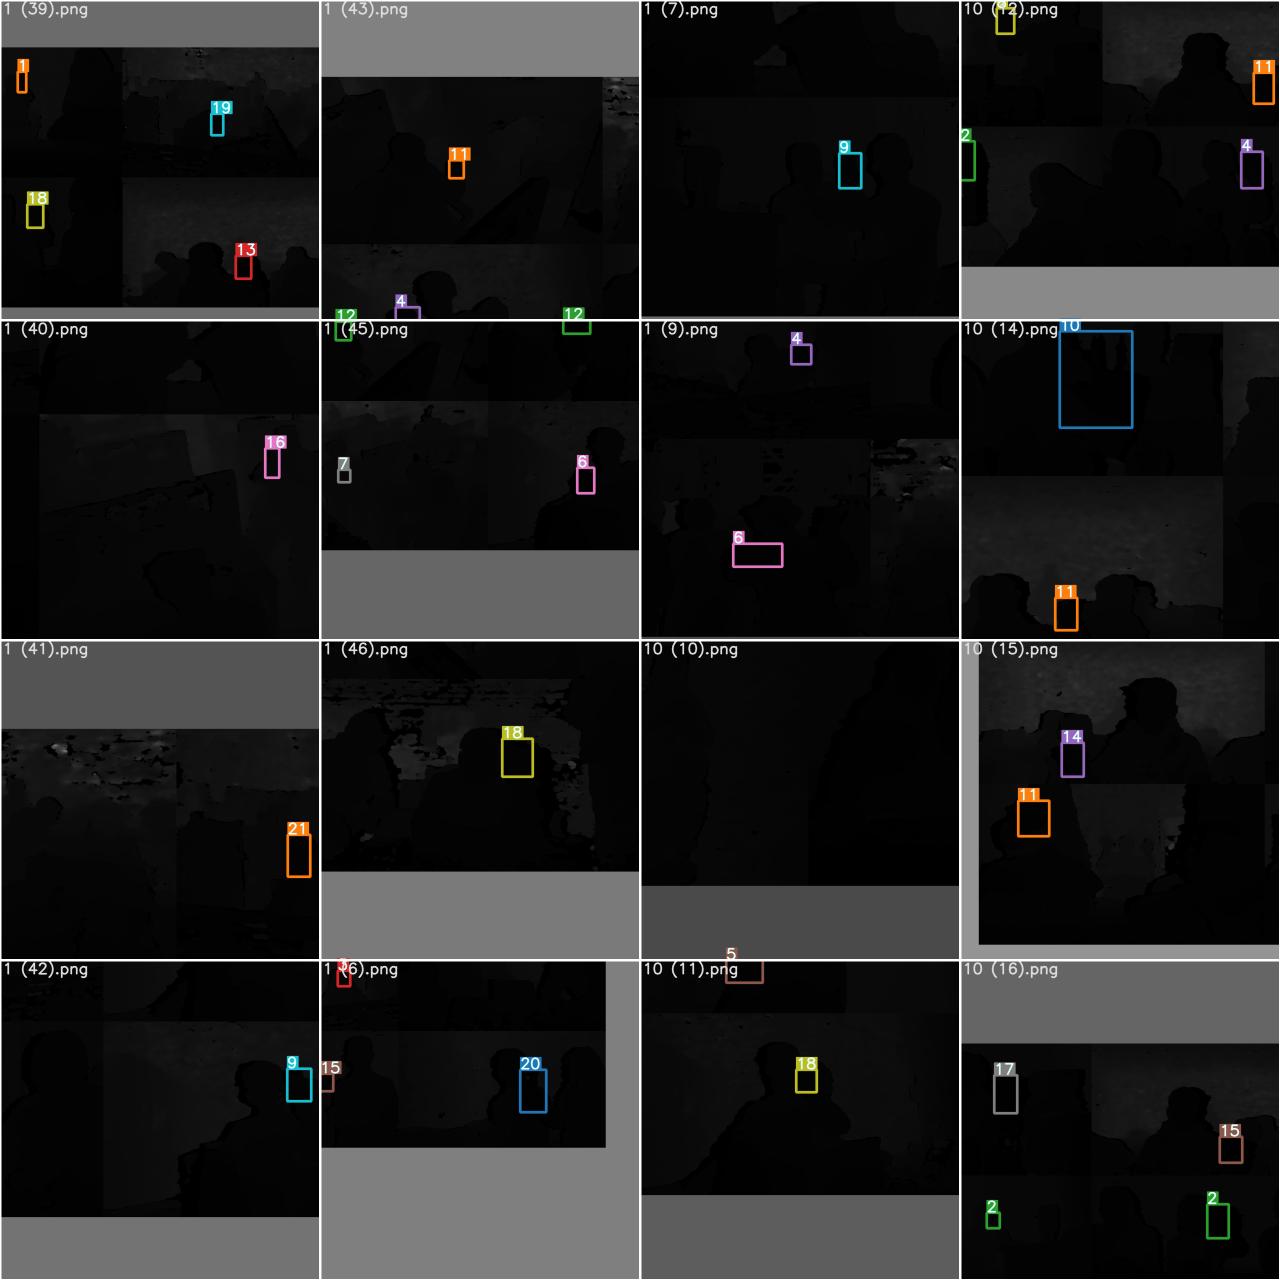 1 (39).png
1
19
18
13
1 (43).png
11
4
1 (7).png
9
10 (12).png
11
2
4
1 (40).png
16
1 (45).png
12
12
7
6
1 (9).png
4
6
10 (14).png
10
11
1 (41).png
21
1 (46).png
18
10 (10).png
10 (15).png
14
11
1 (42).png
9
1 (6).png
15
20
10 (11).png
5
18
10 (16).png
17
15
2
2